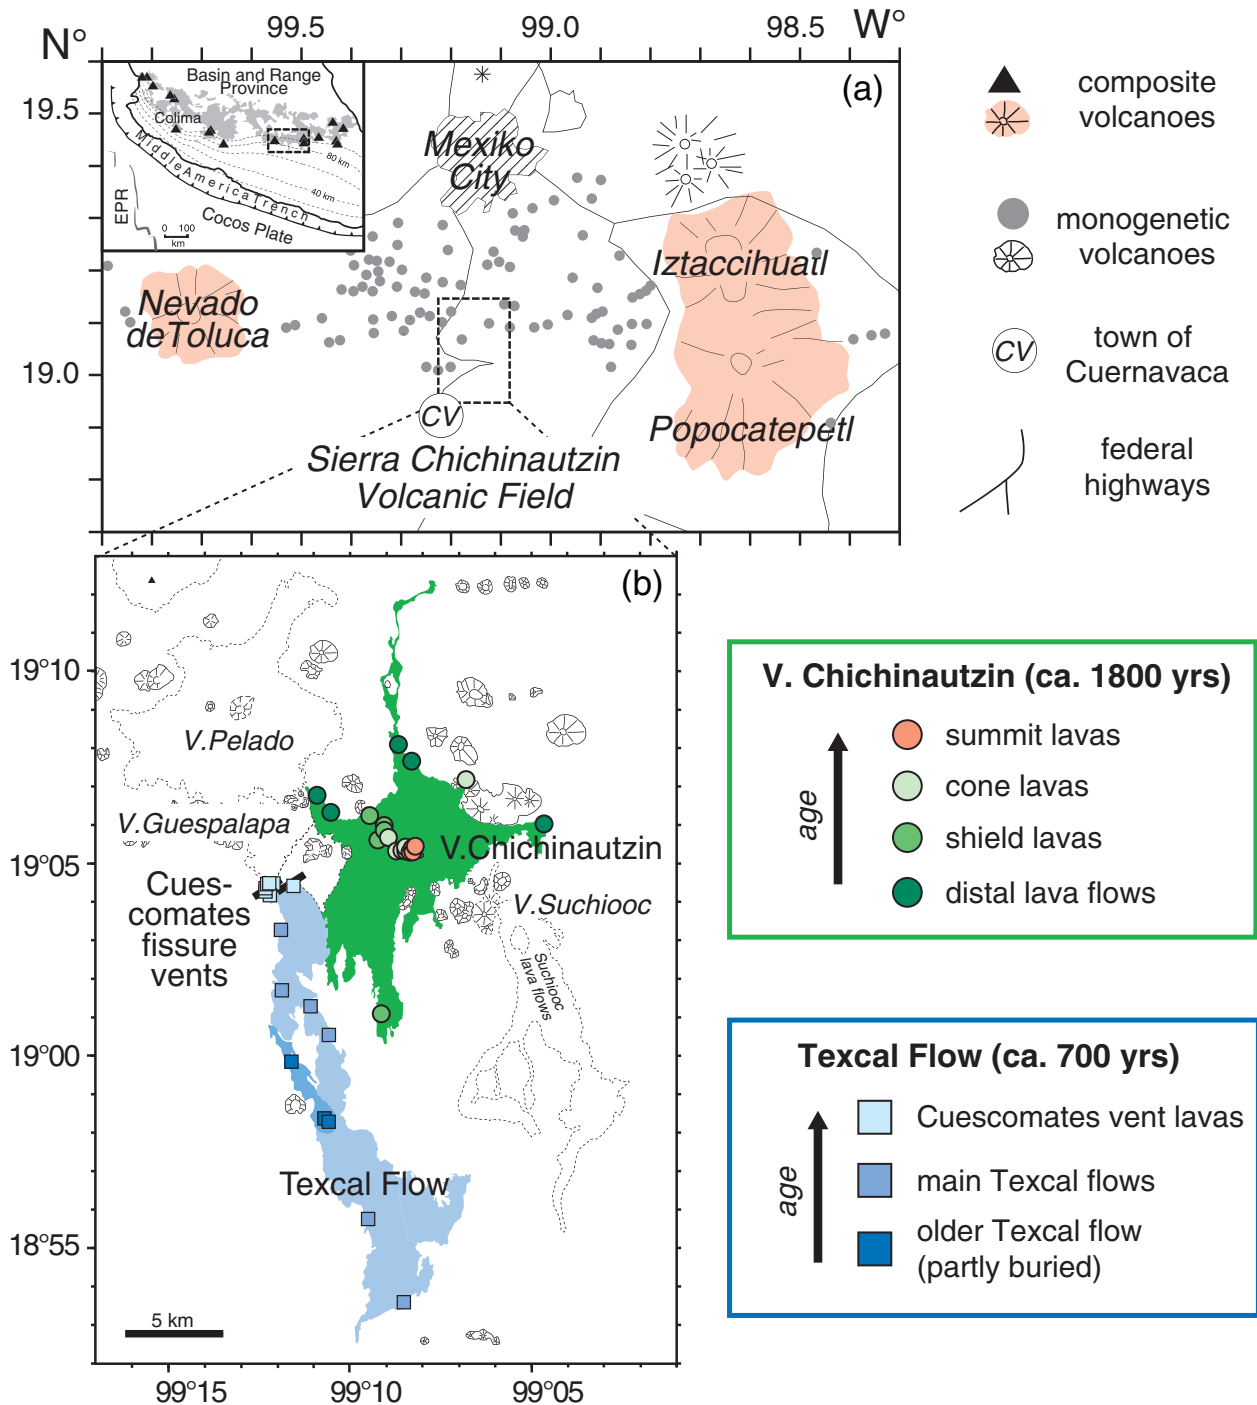 99.5
99.0
98.5
W°
N°
19.5
19.0
(a)
Basin and Range
Province
Colima
80 km
40 km
Middle America Trench
EPR
0 100
km
Cocos Plate
Mexiko
City
Iztaccihuatl
Nevado
de Toluca
CV
Popocatepetl
Sierra Chichinautzin
Volcanic Field
composite
volcanoes
monogenetic
volcanoes
CV
town of
Cuernavaca
federal
highways
(b)
19°10
19°05
19°00
18°55
V.Pelado
V.Guespalapa
V.Chichinautzin
Cues-
comates
fissure
vents
V.Suchiooc
Suchiooc
lava flows
Texcal Flow
5 km
99°15
99°10
99°05
V. Chichinautzin (ca. 1800 yrs)
age
summit lavas
cone lavas
shield lavas
distal lava flows
Texcal Flow (ca. 700 yrs)
age
Cuescomates vent lavas
main Texcal flows
older Texcal flow
(partly buried)